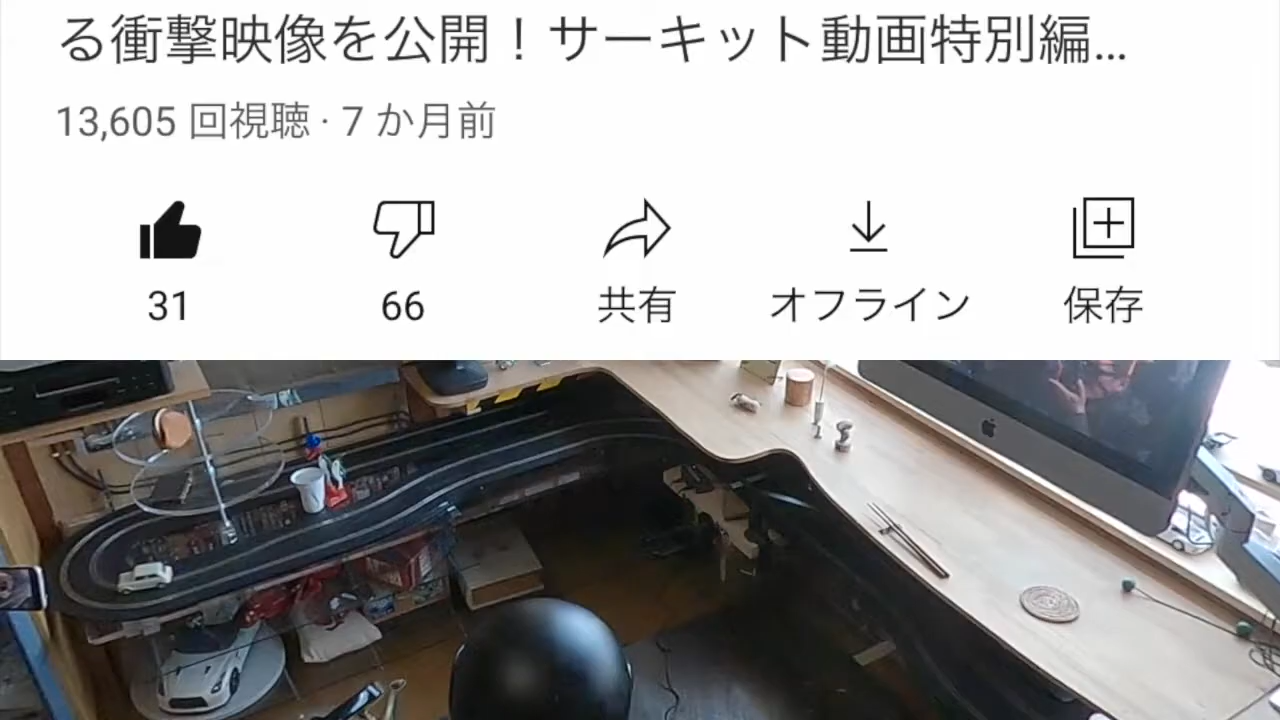 る衝撃映像を公開！サーキット動画特別編...
13,605 回視聴 · 7 か月前
31
66
共有
オフライン
保存